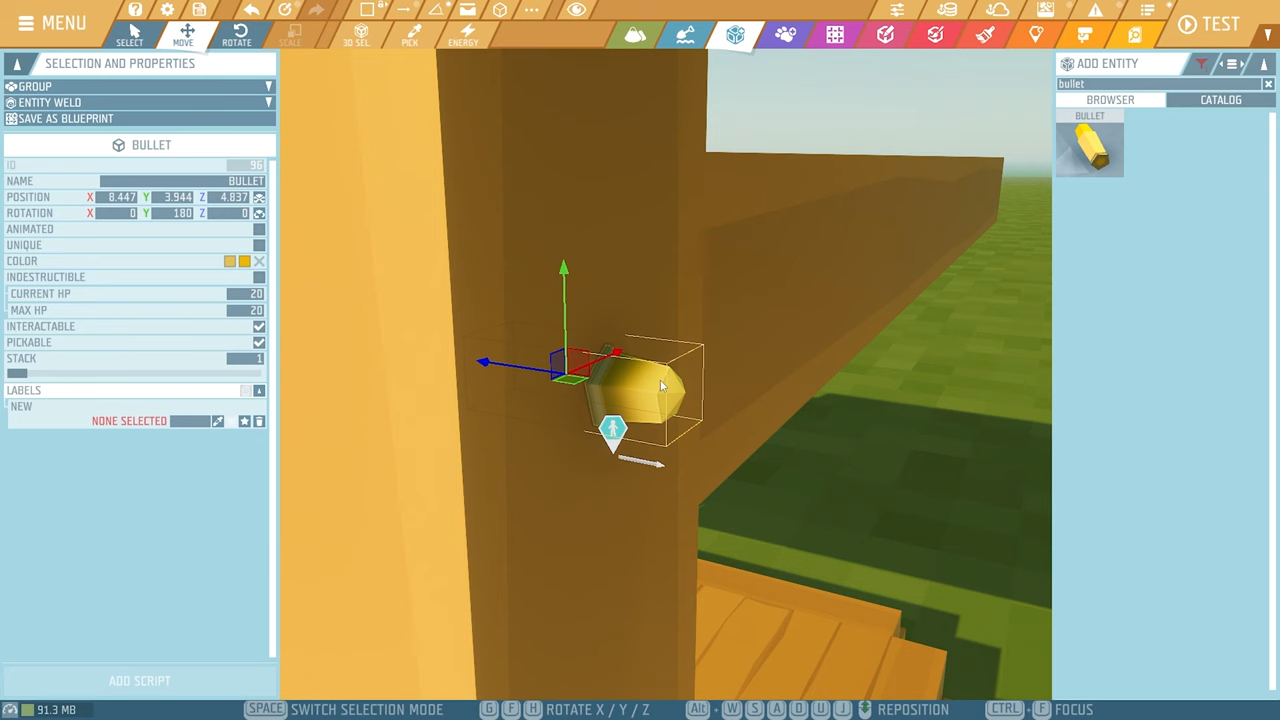 MENU
SELECT
MOVE
ROTATE
SCALE
3D SEL.
PICK
ENERGY
TEST
SELECTION AND PROPERTIES
GROUP
ENTITY WELD
SAVE AS BLUEPRINT
BULLET
ID 96
NAME BULLET
POSITION X 8.447 Y 3.944 Z 4.837
ROTATION X 0 Y 180 Z 0
ANIMATED
UNIQUE
COLOR
INDESTRUCTIBLE
CURRENT HP 20
MAX HP 20
INTERACTABLE
PICKABLE
STACK 1
LABELS
NEW
NONE SELECTED
ADD SCRIPT
ADD ENTITY
bullet
BROWSER CATALOG
BULLET
91.3 MB
SPACE SWITCH SELECTION MODE G F H ROTATE X / Y / Z Alt + W S A D U J REPOSITION CTRL + F FOCUS